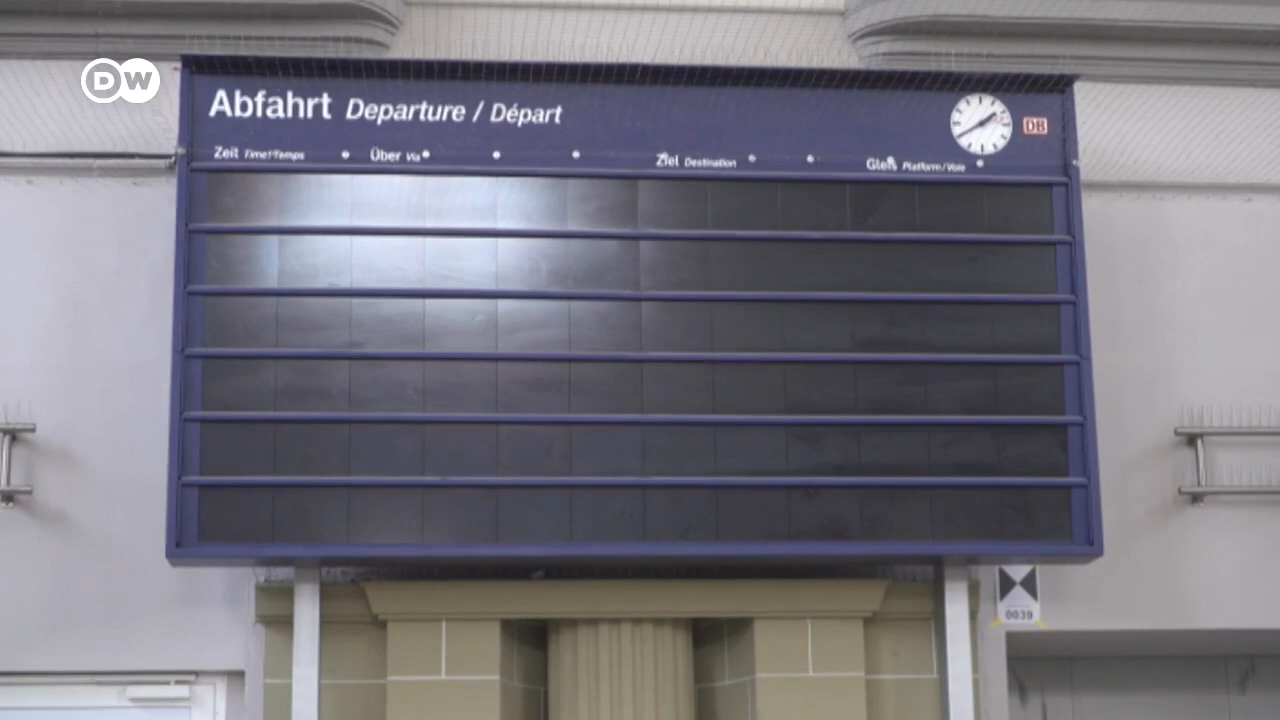 DW
Abfahrt Departure / Départ
DB
Zeit Time/Temps Über Via Ziel Destination Gleis Platform/Voie
0039